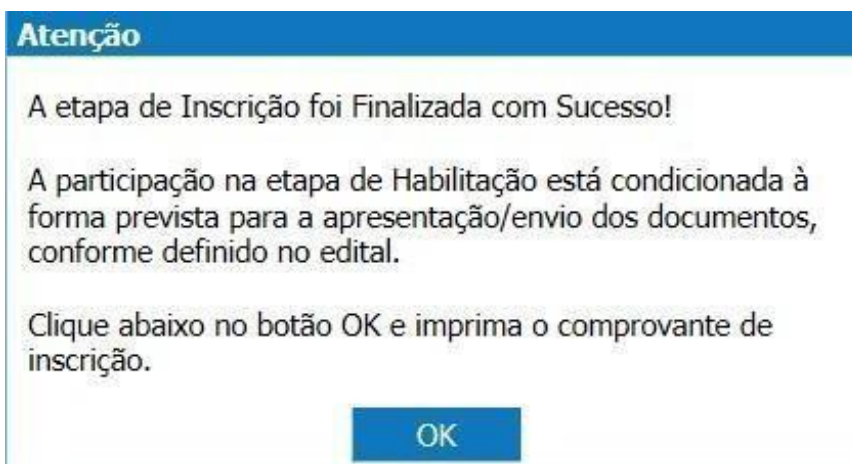 Atenção
A etapa de Inscrição foi Finalizada com Sucesso!
A participação na etapa de Habilitação está condicionada à
forma prevista para a apresentação/envio dos documentos,
conforme definido no edital.
Clique abaixo no botão OK e imprima o comprovante de
inscrição.
OK